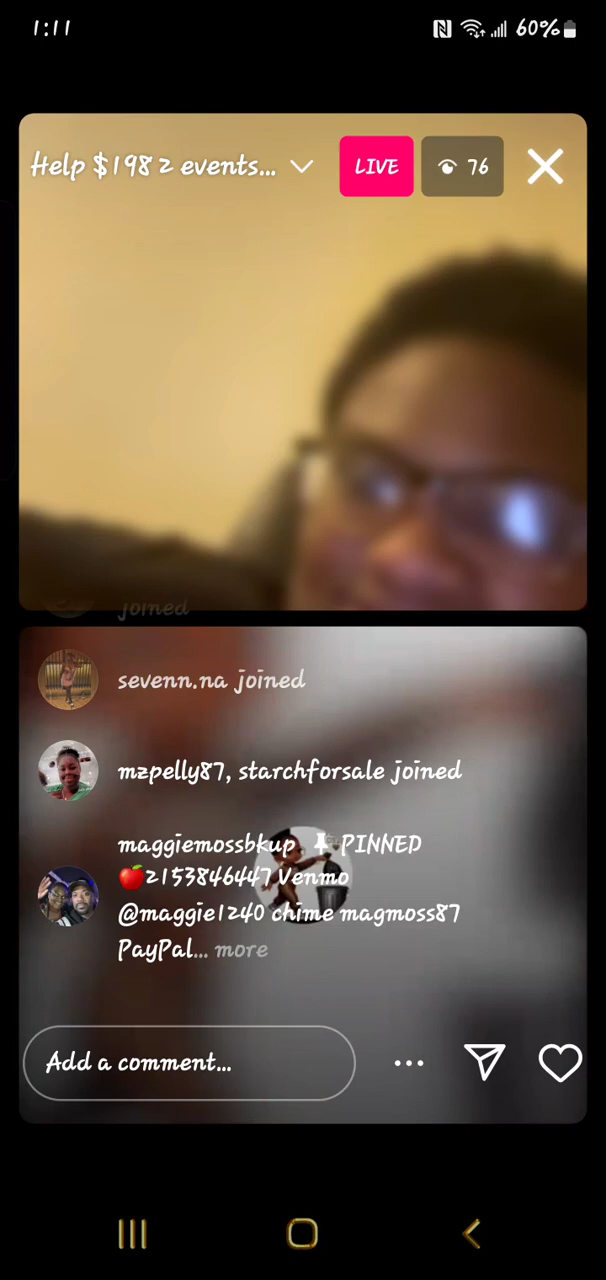 1:11 60%
Help $198 2 events... LIVE 76
joined
sevenn.na joined
mzpelly87, starchforsale joined
maggiemossbkup PINNED
🍎2153846447 Venmo
@maggie1240 chime magmoss87
PayPal... more
Add a comment...